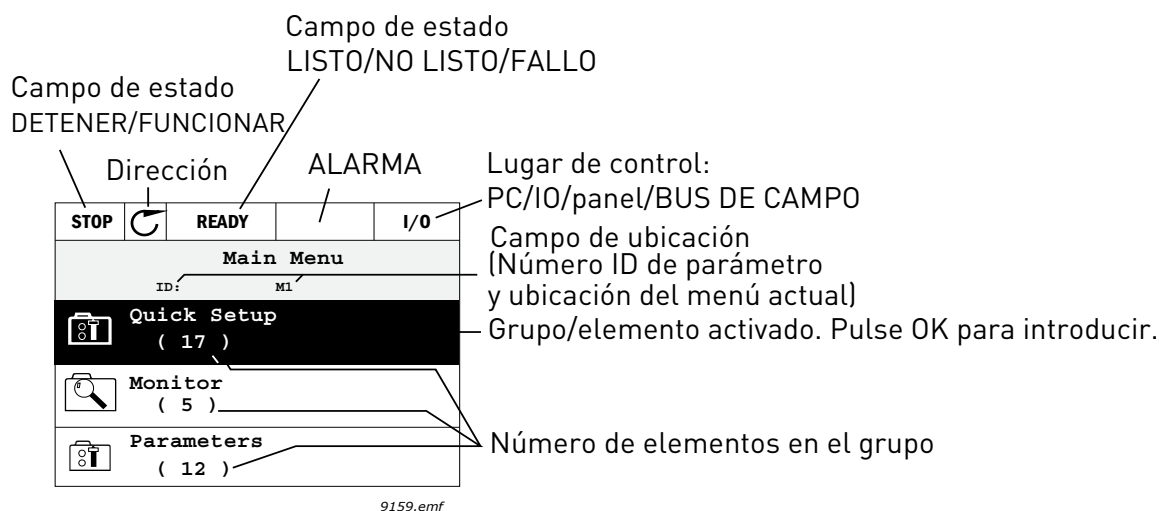 Campo de estado
LISTO/NO LISTO/FALLO
Campo de estado
DETENER/FUNCIONAR
Dirección
ALARMA
Lugar de control:
PC/IO/panel/BUS DE CAMPO
STOP
READY
I/O
Campo de ubicación
(Número ID de parámetro
y ubicación del menú actual)
Main Menu
ID:
M1
Quick Setup
( 17 )
Grupo/elemento activado. Pulse OK para introducir.
Monitor
( 5 )
Parameters
( 12 )
Número de elementos en el grupo
9159.emf